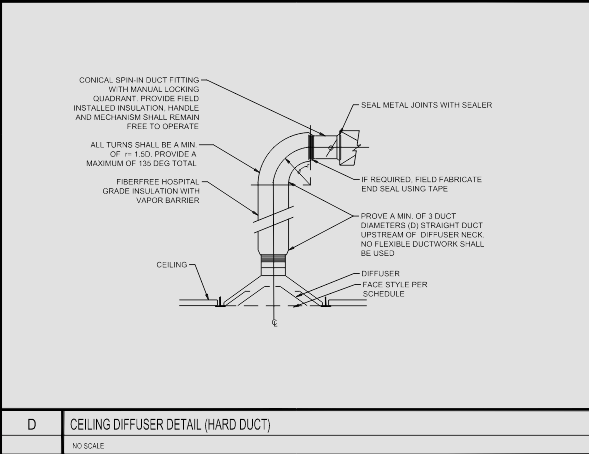 CONICAL SPIN-IN DUCT FITTING
WITH MANUAL LOCKING
QUADRANT. PROVIDE FIELD
INSTALLED INSULATION, HANDLE
AND MECHANISM SHALL REMAIN
FREE TO OPERATE
SEAL METAL JOINTS WITH SEALER
ALL TURNS SHALL BE A MIN.
OF r= 1.5D. PROVIDE A
MAXIMUM OF 135 DEG TOTAL
IF REQUIRED, FIELD FABRICATE
END SEAL USING TAPE
FIBERFREE HOSPITAL
GRADE INSULATION WITH
VAPOR BARRIER
PROVE A MIN. OF 3 DUCT
DIAMETERS (D) STRAIGHT DUCT
UPSTREAM OF DIFFUSER NECK.
NO FLEXIBLE DUCTWORK SHALL
BE USED
CEILING
DIFFUSER
FACE STYLE PER
SCHEDULE
℄
D
CEILING DIFFUSER DETAIL (HARD DUCT)
NO SCALE